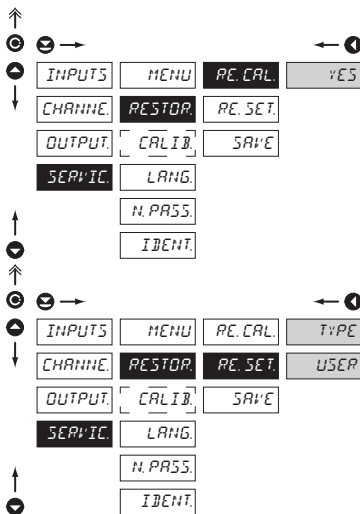 INPUTS MENU RE. CAL. YES
CHANNE. RESTOR. RE. SET.
OUTPUT. CALIB. SAVE
SERVIC. LANG.
N. PASS.
IDENT.
INPUTS MENU RE. CAL. TYPE
CHANNE. RESTOR. RE. SET. USER
OUTPUT. CALIB. SAVE
SERVIC. LANG.
N. PASS.
IDENT.